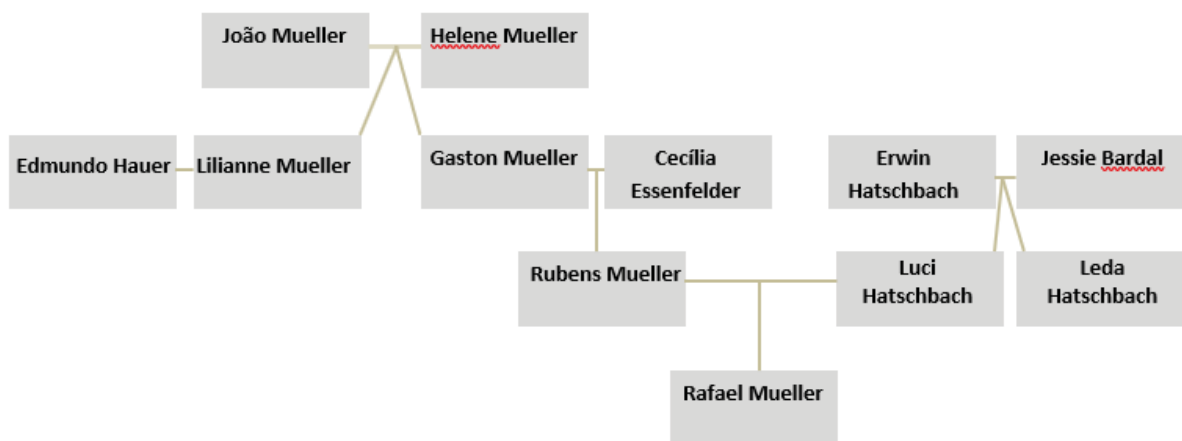 João Mueller
Helene Mueller
Edmundo Hauer
Lilianne Mueller
Gaston Mueller
Cecília
Essenfelder
Erwin
Hatschbach
Jessie Bardal
Rubens Mueller
Luci
Hatschbach
Leda
Hatschbach
Rafael Mueller